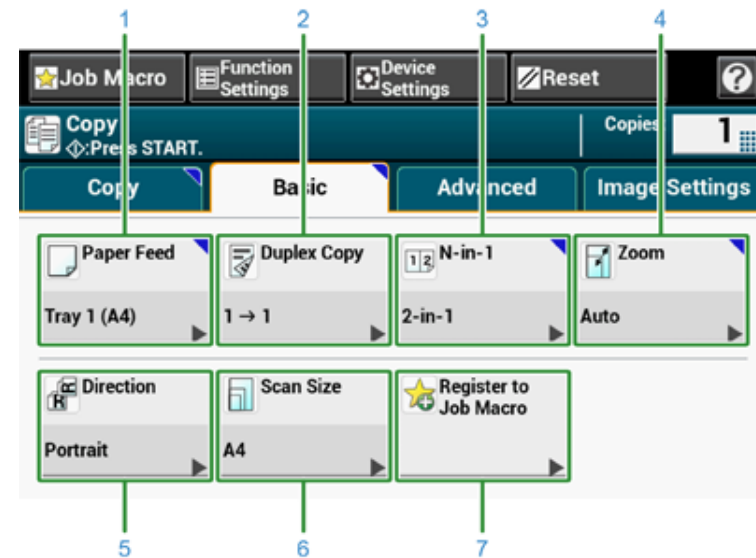 1 2 3 4
Job Macro Function Settings Device Settings Reset ?
Copy Copies: 1
:Press START.
Copy Basic Advanced Image Settings
Paper Feed Duplex Copy 1 2 N-in-1 Zoom
Tray 1 (A4) 1 → 1 2-in-1 Auto
R R Direction Scan Size Register to
Job Macro
Portrait A4
5 6 7